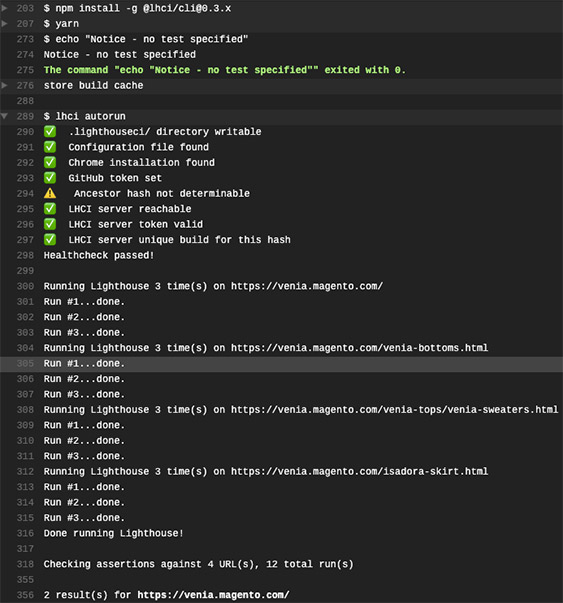 203 $ npm install -g @lhci/cli@0.3.x
207 $ yarn
273 $ echo "Notice - no test specified"
274 Notice - no test specified
275 The command "echo "Notice - no test specified"" exited with 0.
276 store build cache
288
289 $ lhci autorun
290 ✅ .lighthouseci/ directory writable
291 ✅ Configuration file found
292 ✅ Chrome installation found
293 ✅ GitHub token set
294 ⚠️ Ancestor hash not determinable
295 ✅ LHCI server reachable
296 ✅ LHCI server token valid
297 ✅ LHCI server unique build for this hash
298 Healthcheck passed!
299
300 Running Lighthouse 3 time(s) on https://venia.magento.com/
301 Run #1...done.
302 Run #2...done.
303 Run #3...done.
304 Running Lighthouse 3 time(s) on https://venia.magento.com/venia-bottoms.html
305 Run #1...done.
306 Run #2...done.
307 Run #3...done.
308 Running Lighthouse 3 time(s) on https://venia.magento.com/venia-tops/venia-sweaters.html
309 Run #1...done.
310 Run #2...done.
311 Run #3...done.
312 Running Lighthouse 3 time(s) on https://venia.magento.com/isadora-skirt.html
313 Run #1...done.
314 Run #2...done.
315 Run #3...done.
316 Done running Lighthouse!
317
318 Checking assertions against 4 URL(s), 12 total run(s)
355
356 2 result(s) for https://venia.magento.com/